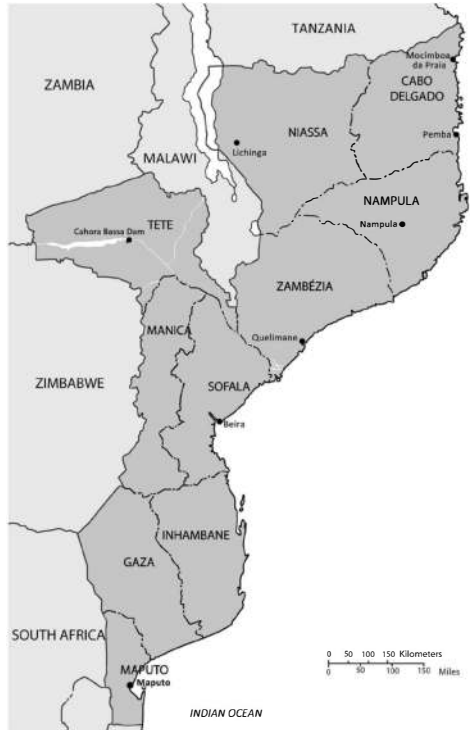 TANZANIA
Mocímboa
da Praia
ZAMBIA
CABO
DELGADO
NIASSA
Lichinga
Pemba
MALAWI
NAMPULA
TETE
Nampula
Cahora Bassa Dam
ZAMBÉZIA
MANICA
Quelimane
ZIMBABWE
SOFALA
Beira
INHAMBANE
GAZA
SOUTH AFRICA
0 50 100 150 Kilometers
0 50 100 150 Miles
MAPUTO
Maputo
INDIAN OCEAN